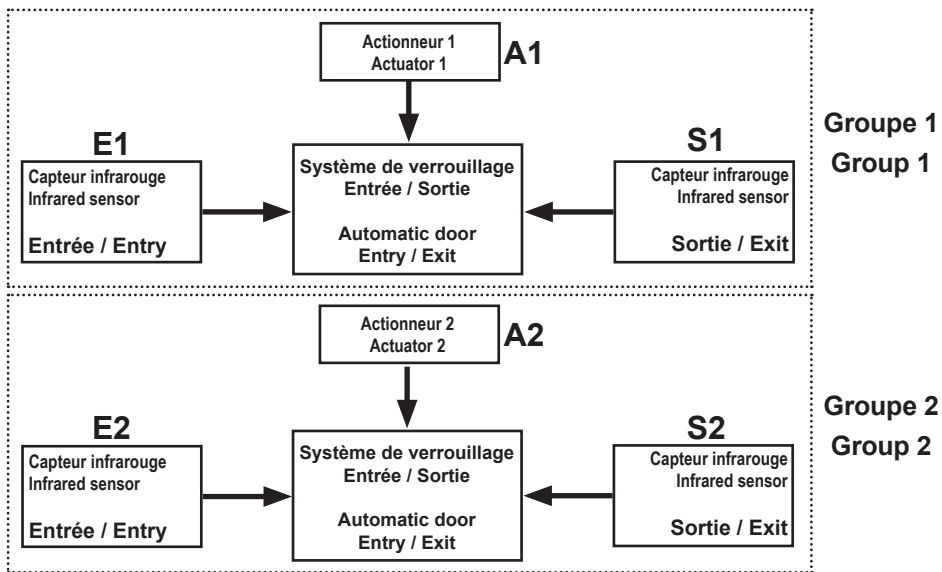 Actionneur 1
Actuator 1
A1
E1
Capteur infrarouge
Infrared sensor
Entrée / Entry
Système de verrouillage
Entrée / Sortie
Automatic door
Entry / Exit
S1
Capteur infrarouge
Infrared sensor
Sortie / Exit
Groupe 1
Group 1
Actionneur 2
Actuator 2
A2
E2
Capteur infrarouge
Infrared sensor
Entrée / Entry
Système de verrouillage
Entrée / Sortie
Automatic door
Entry / Exit
S2
Capteur infrarouge
Infrared sensor
Sortie / Exit
Groupe 2
Group 2